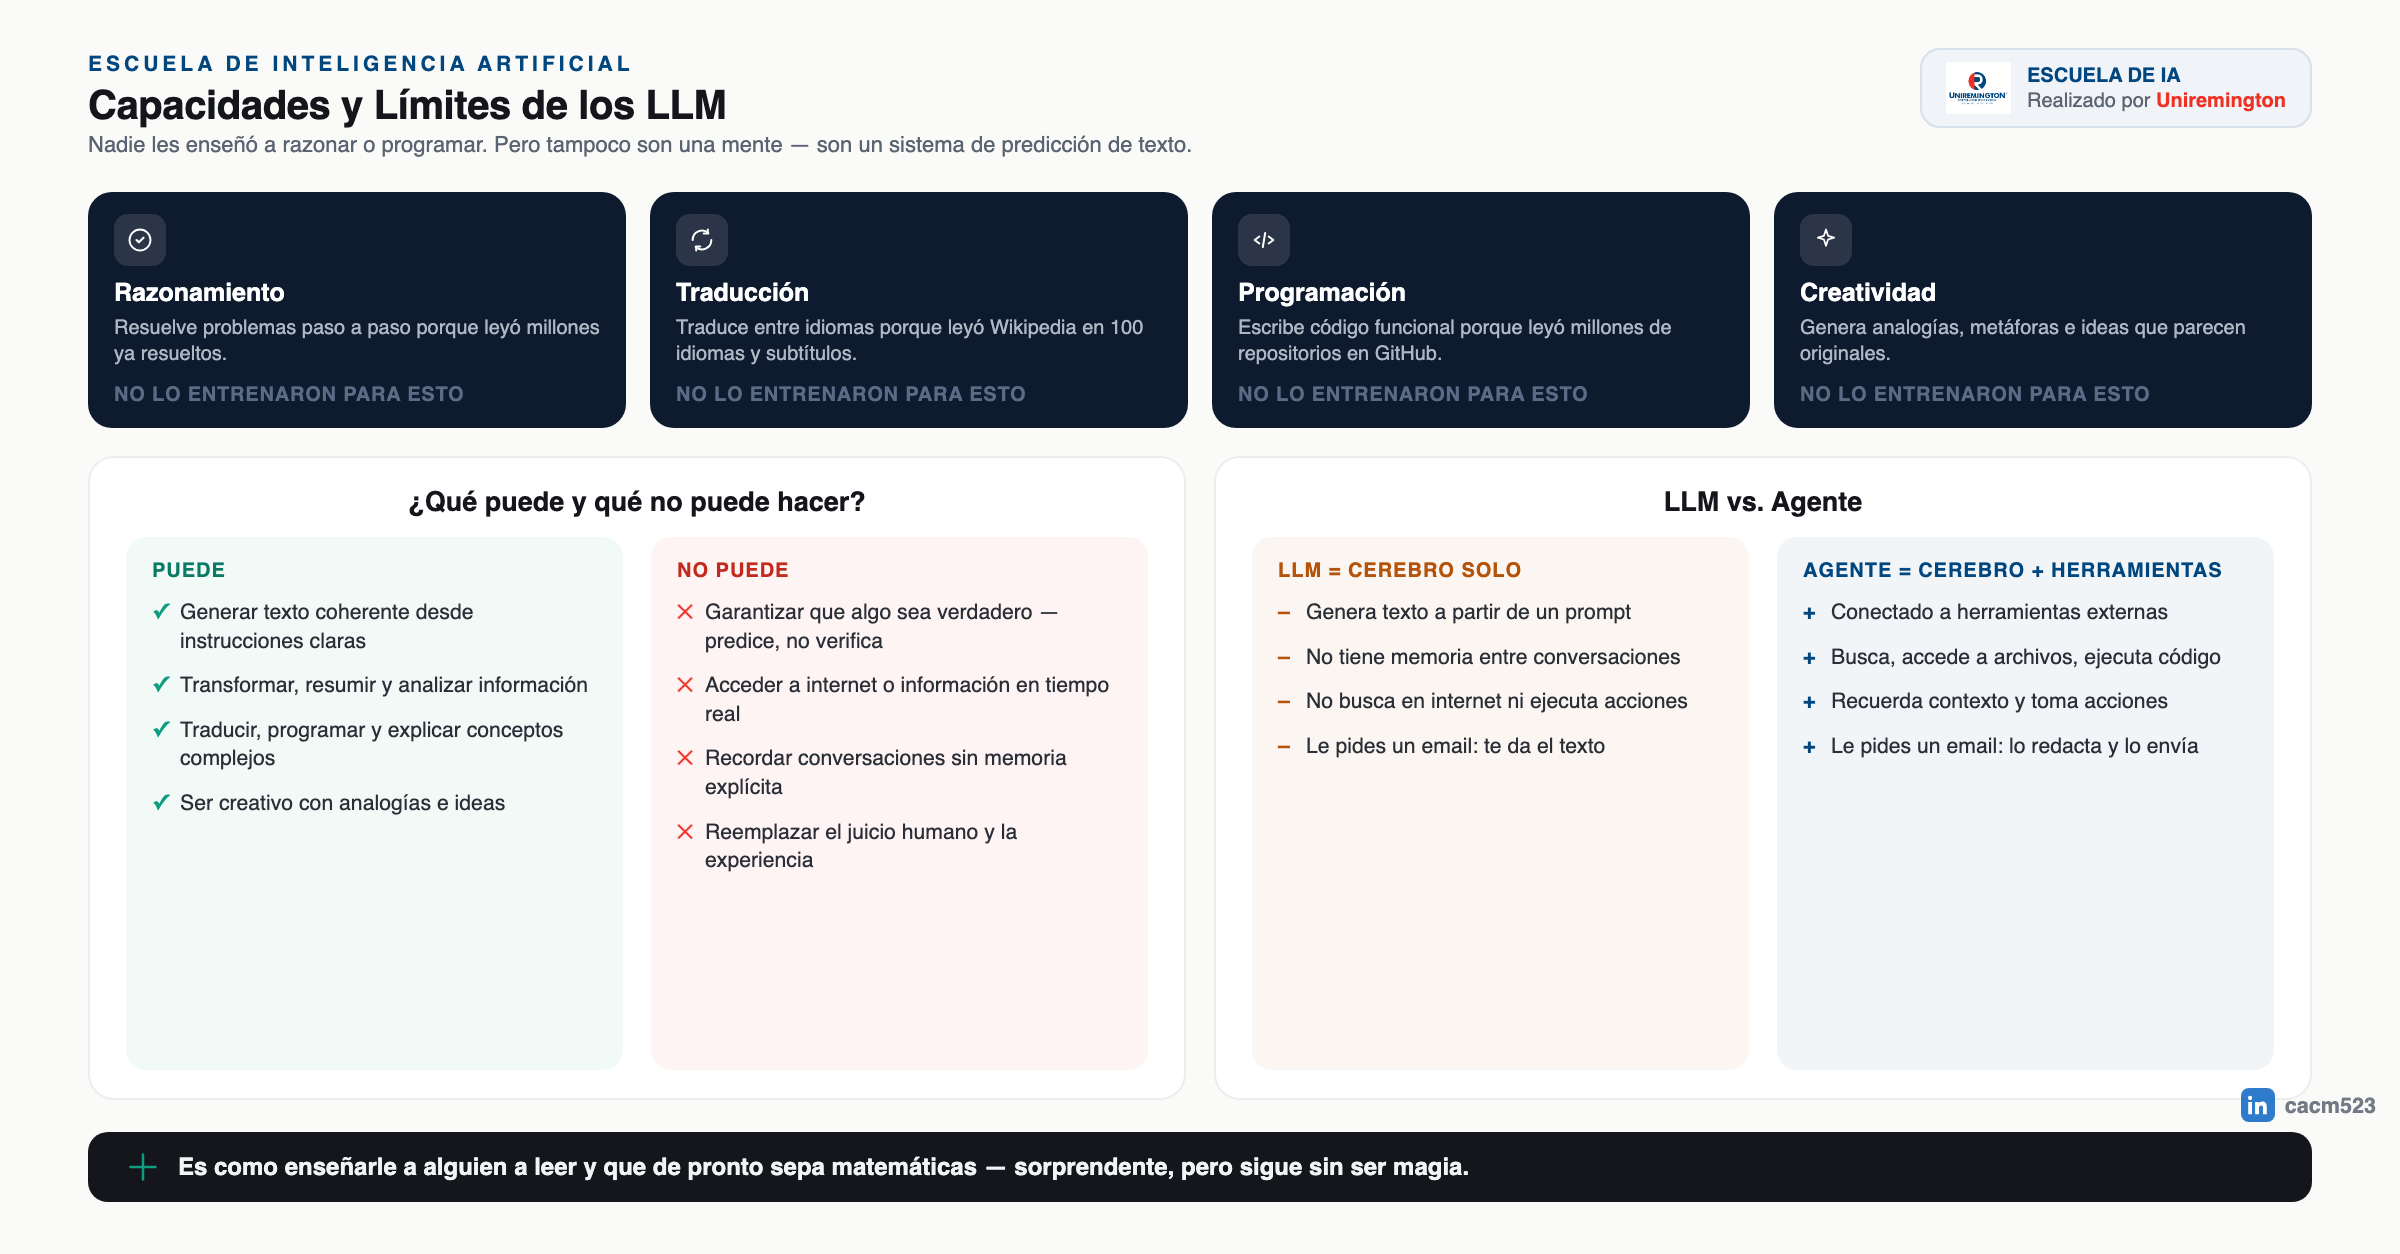 ESCUELA DE INTELIGENCIA ARTIFICIAL
Capacidades y Límites de los LLM
Nadie les enseñó a razonar o programar. Pero tampoco son una mente — son un sistema de predicción de texto.
UNIREMINGTON
ESCUELA DE IA
Realizado por Uniremington
Razonamiento
Resuelve problemas paso a paso porque leyó millones
ya resueltos.
NO LO ENTRENARON PARA ESTO
Traducción
Traduce entre idiomas porque leyó Wikipedia en 100
idiomas y subtítulos.
NO LO ENTRENARON PARA ESTO
Programación
Escribe código funcional porque leyó millones de
repositorios en GitHub.
NO LO ENTRENARON PARA ESTO
Creatividad
Genera analogías, metáforas e ideas que parecen
originales.
NO LO ENTRENARON PARA ESTO
¿Qué puede y qué no puede hacer?
PUEDE
✓ Generar texto coherente desde
instrucciones claras
✓ Transformar, resumir y analizar información
✓ Traducir, programar y explicar conceptos
complejos
✓ Ser creativo con analogías e ideas
NO PUEDE
✕ Garantizar que algo sea verdadero —
predice, no verifica
✕ Acceder a internet o información en tiempo
real
✕ Recordar conversaciones sin memoria
explícita
✕ Reemplazar el juicio humano y la
experiencia
LLM vs. Agente
LLM = CEREBRO SOLO
– Genera texto a partir de un prompt
– No tiene memoria entre conversaciones
– No busca en internet ni ejecuta acciones
– Le pides un email: te da el texto
AGENTE = CEREBRO + HERRAMIENTAS
+ Conectado a herramientas externas
+ Busca, accede a archivos, ejecuta código
+ Recuerda contexto y toma acciones
+ Le pides un email: lo redacta y lo envía
in cacm523
Es como enseñarle a alguien a leer y que de pronto sepa matemáticas — sorprendente, pero sigue sin ser magia.